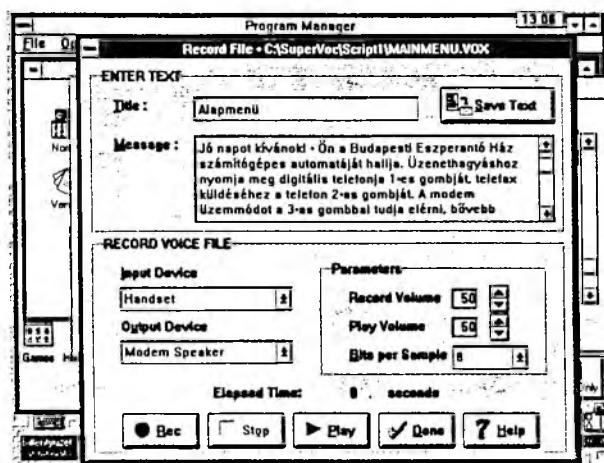 Program Manager
13:06
File
Record File - C:\SuperVoc\Script1\MAINMENU.VOX
ENTER TEXT
Title :
Alapmenü
Save Text
Message :
Jó napot kívánok! - Ön a Budapesti Eszperantó Ház
számítógépes automatáját hallja. Üzenethagyáshoz
nyomja meg digitális telefonja 1-es gombját, telefax
küldéséhez a telefon 2-es gombját. A modem
üzemmódot a 3-as gombbal tudja elérni, bővebb
RECORD VOICE FILE
Input Device
Handset
Output Device
Modem Speaker
Parameters
Record Volume 50
Play Volume 50
Bits per Sample 8
Games
Elapsed Time: 0 . seconds
Rec
Stop
Play
Done
? Help